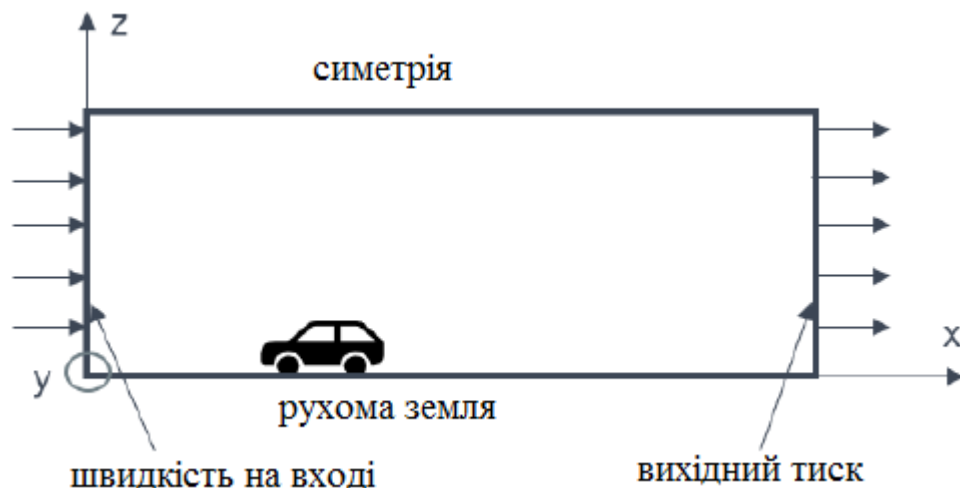 z
симетрія
x
y
рухома земля
швидкість на вході
вихідний тиск